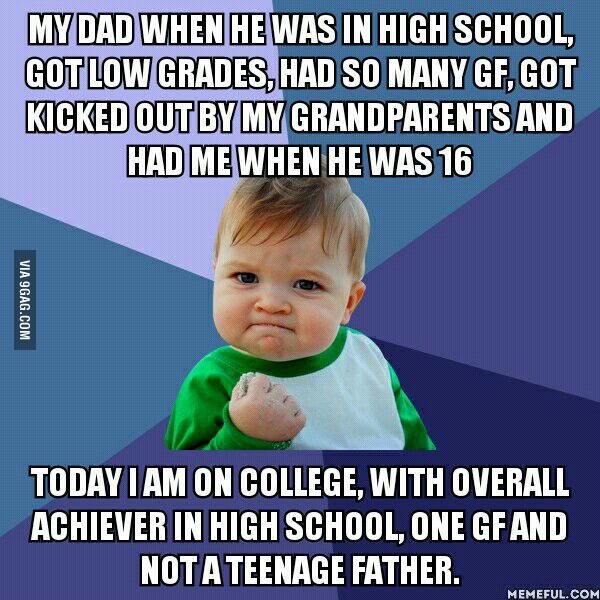 MY DAD WHEN HE WAS IN HIGH SCHOOL,
GOT LOW GRADES, HAD SO MANY GF, GOT
KICKED OUT BY MY GRANDPARENTS AND
HAD ME WHEN HE WAS 16
VIA 9GAG.COM
TODAY I AM ON COLLEGE, WITH OVERALL
ACHIEVER IN HIGH SCHOOL, ONE GF AND
NOT A TEENAGE FATHER.
MEMEFUL.COM